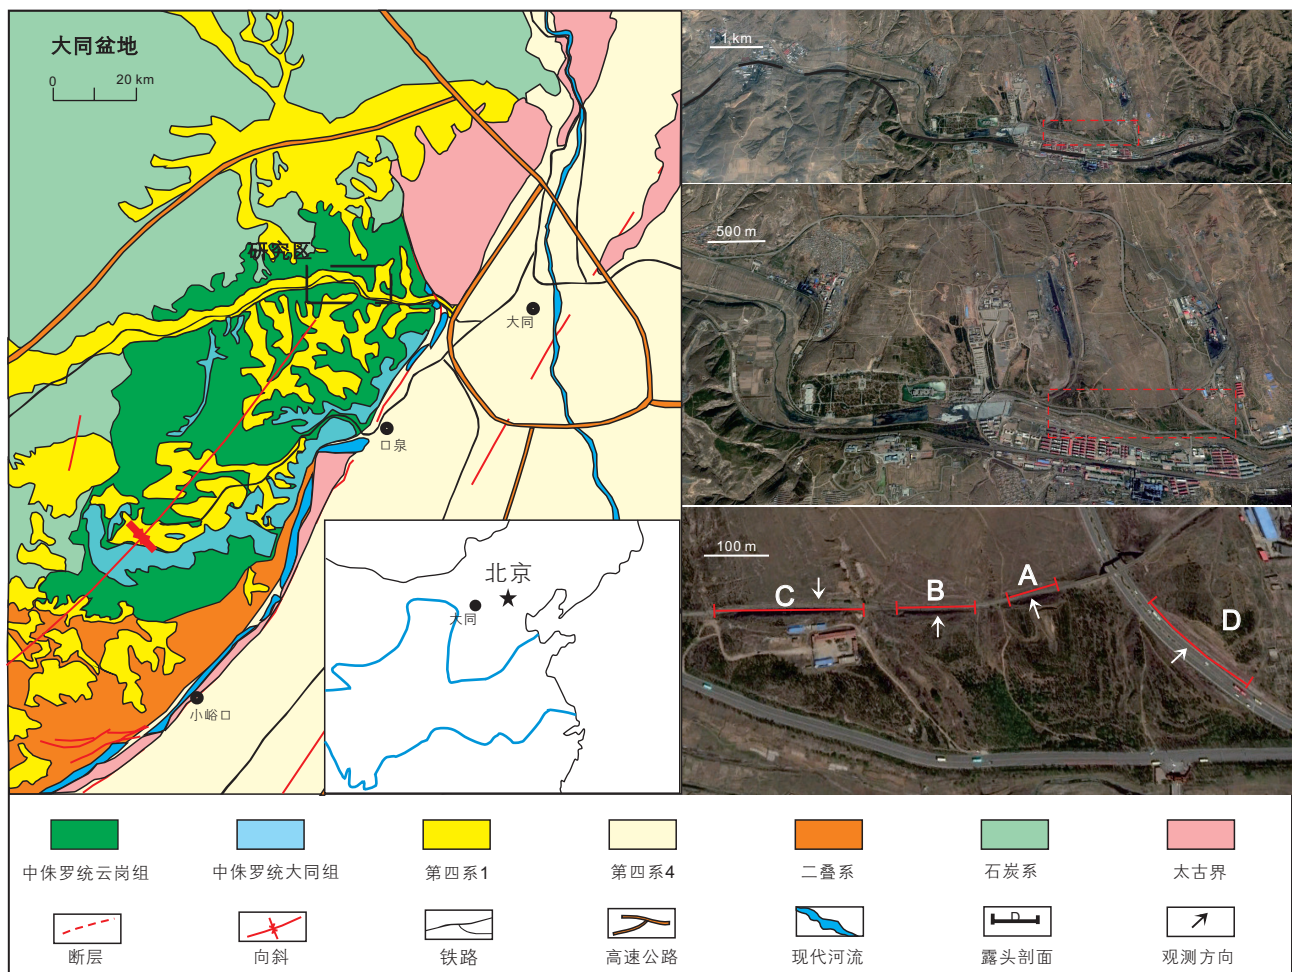 大同盆地
0 20 km
研究区
大同
口泉
小峪口
北京
大同
1 km
500 m
100 m
C
B
A
D
中侏罗统云岗组
中侏罗统大同组
第四系1
第四系4
二叠系
石炭系
太古界
D
断层
向斜
铁路
高速公路
现代河流
露头剖面
观测方向